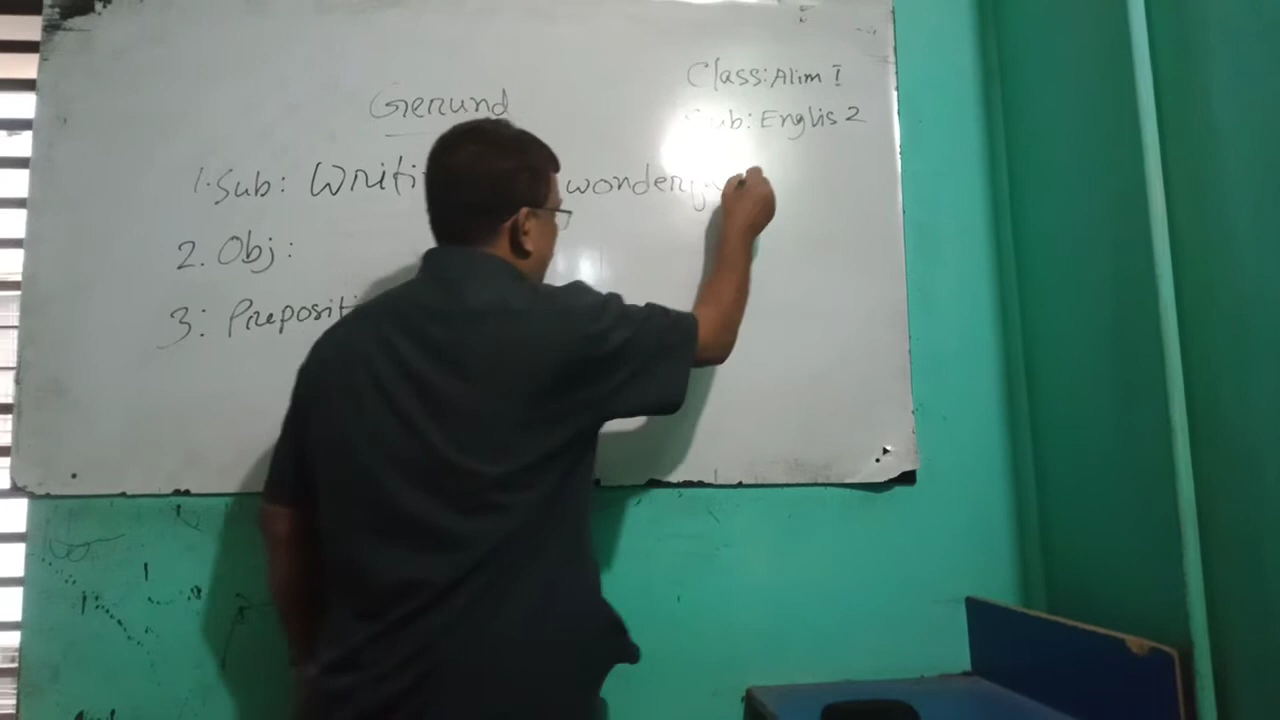 Class: Alim I
Sub: Englis 2
Gerund
1. Sub: Writi wonderf
2. Obj:
3: Preposit